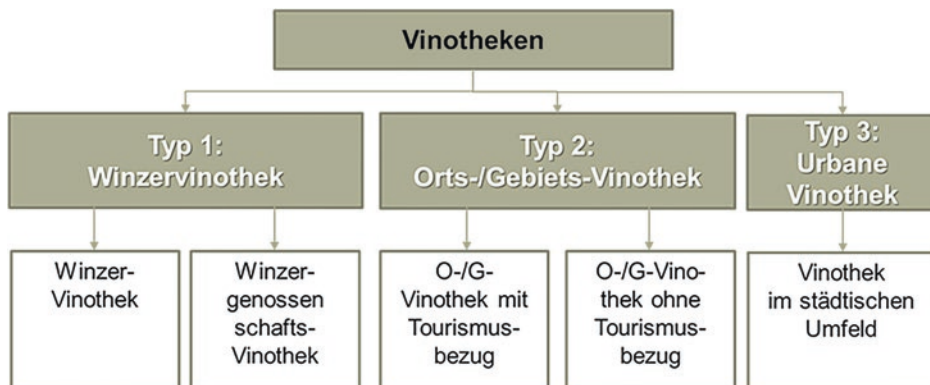 Vinotheken
Typ 1:
Winzervinothek
Typ 2:
Orts-/Gebiets-Vinothek
Typ 3:
Urbane
Vinothek
Winzer-
Vinothek
Winzer-
genossen
schafts-
Vinothek
O-/G-
Vinothek mit
Tourismus-
bezug
O-/G-Vino-
thek ohne
Tourismus-
bezug
Vinothek
im städtischen
Umfeld